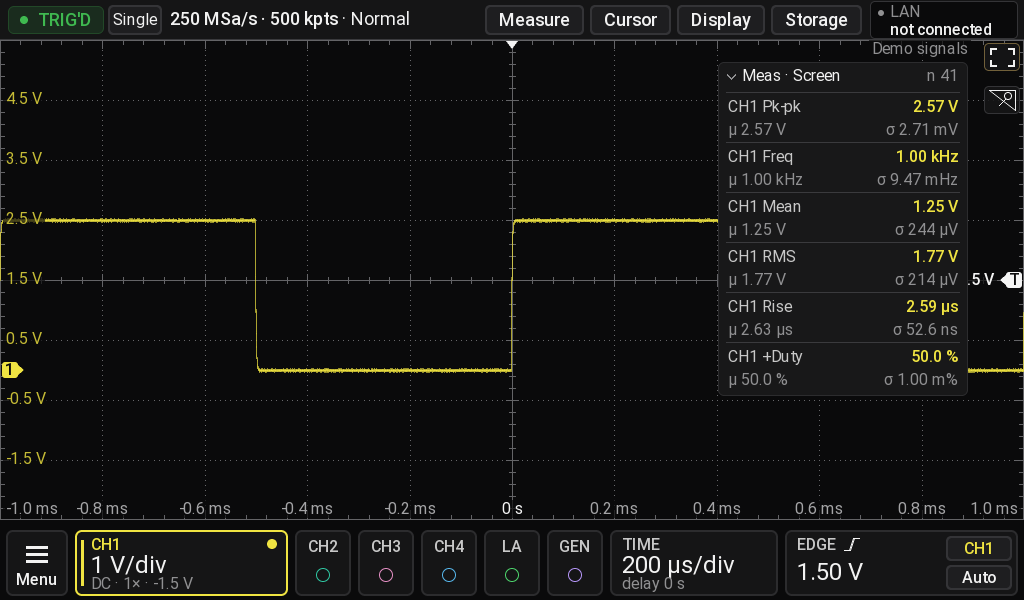 TRIG'D Single 250 MSa/s · 500 kpts · Normal Measure Cursor Display Storage LAN
not connected
Demo signals
Meas · Screen n 41
4.5 V
CH1 Pk-pk 2.57 V
µ 2.57 V σ 2.71 mV
3.5 V
CH1 Freq 1.00 kHz
µ 1.00 kHz σ 9.47 mHz
2.5 V
CH1 Mean 1.25 V
µ 1.25 V σ 244 µV
1.5 V
CH1 RMS 1.77 V
µ 1.77 V σ 214 µV
.5 V T
CH1 Rise 2.59 µs
µ 2.63 µs σ 52.6 ns
0.5 V
CH1 +Duty 50.0 %
µ 50.0 % σ 1.00 m%
1
-0.5 V
-1.5 V
-1.0 ms -0.8 ms -0.6 ms -0.4 ms -0.2 ms 0 s 0.2 ms 0.4 ms 0.6 ms 0.8 ms 1.0 ms
Menu
CH1
1 V/div
DC · 1× · -1.5 V
CH2 CH3 CH4 LA GEN
TIME
200 µs/div
delay 0 s
EDGE
1.50 V
CH1
Auto